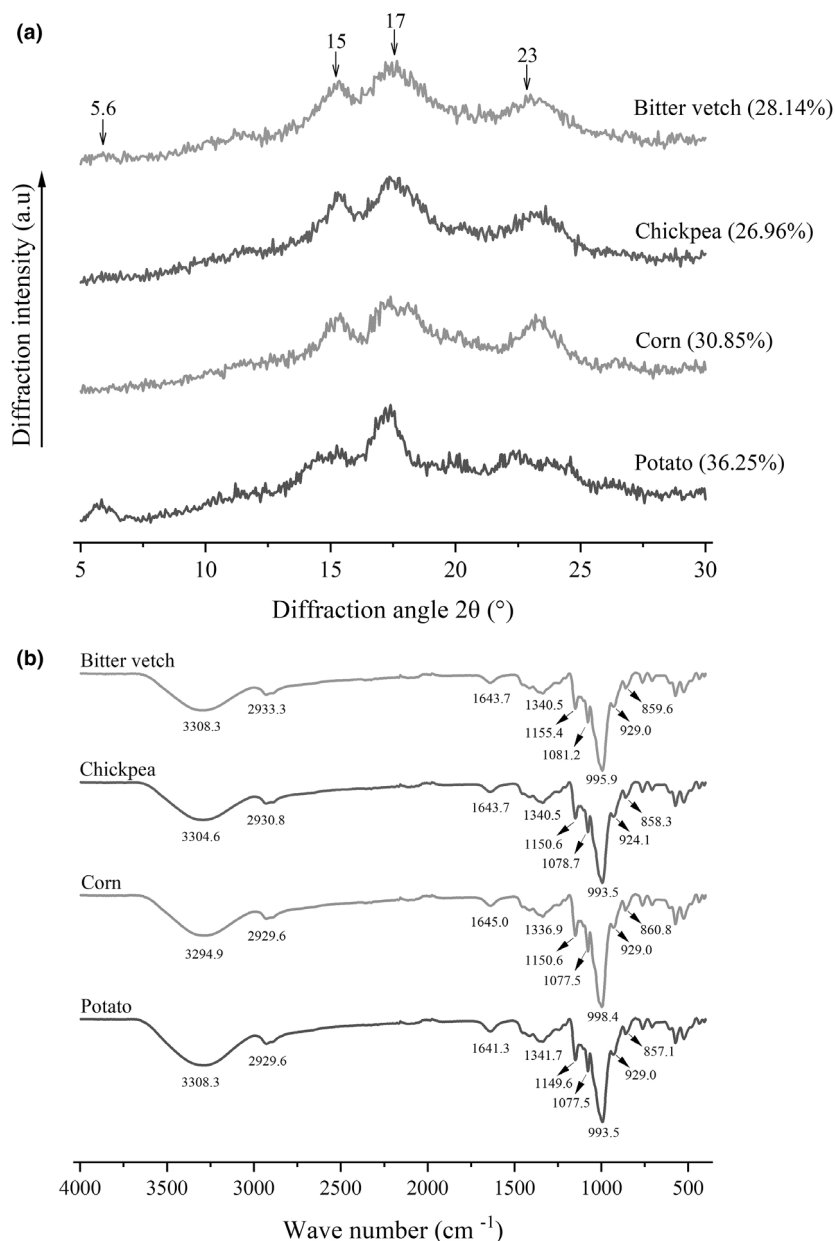 (a)
17
15
23
5.6
Bitter vetch (28.14%)
Chickpea (26.96%)
Corn (30.85%)
Potato (36.25%)
Diffraction intensity (a.u)
5 10 15 20 25 30
Diffraction angle 2θ (°)
(b)
Bitter vetch
3308.3
2933.3
1643.7
1340.5
1155.4
1081.2
995.9
929.0
859.6
Chickpea
3304.6
2930.8
1643.7
1340.5
1150.6
1078.7
993.5
924.1
858.3
Corn
3294.9
2929.6
1645.0
1336.9
1150.6
1077.5
998.4
929.0
860.8
Potato
3308.3
2929.6
1641.3
1341.7
1149.6
1077.5
993.5
929.0
857.1
4000 3500 3000 2500 2000 1500 1000 500
Wave number (cm -1)